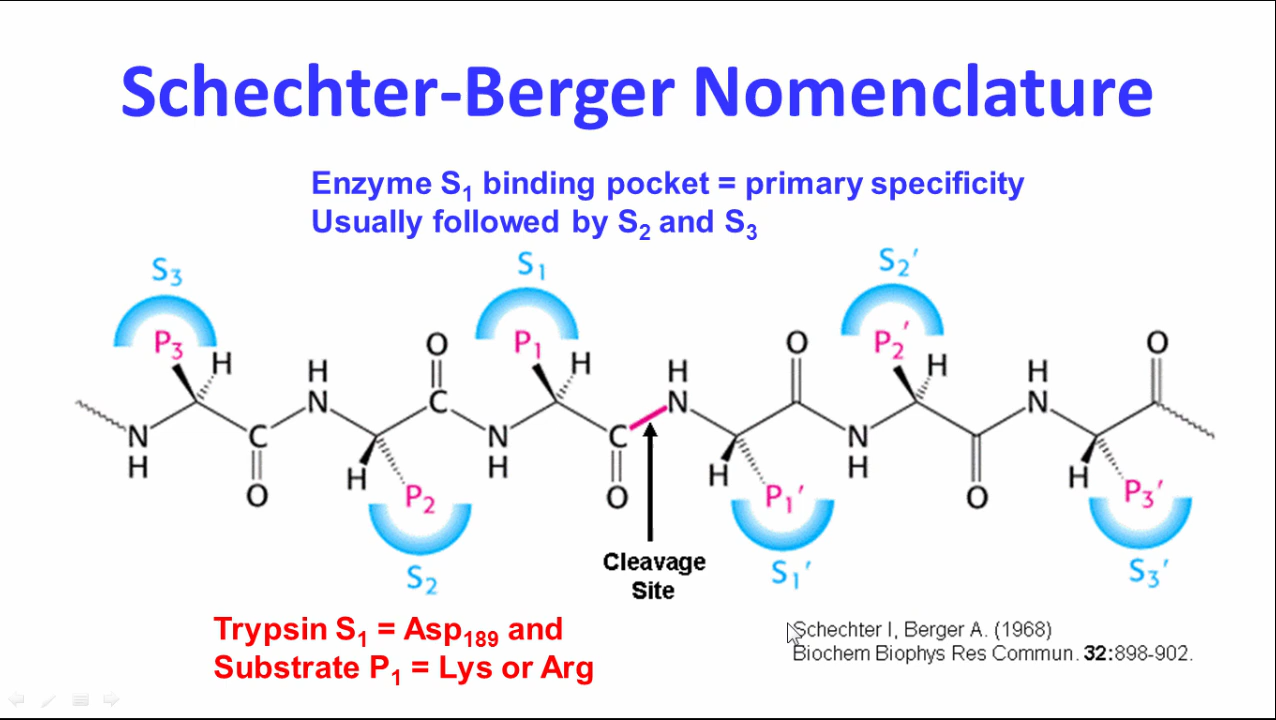 Schechter-Berger Nomenclature
Enzyme S₁ binding pocket = primary specificity
Usually followed by S₂ and S₃
S₃ S₁ S₂′
P₃ P₁ P₂′
H O H O H O
H H H
N C N C N C N N N C
H H H H H H
O O O
P₂ P₁′ P₃′
S₂ S₁′ S₃′
Cleavage
Site
Trypsin S₁ = Asp₁₈₉ and
Substrate P₁ = Lys or Arg
Schechter I, Berger A. (1968)
Biochem Biophys Res Commun. 32:898-902.